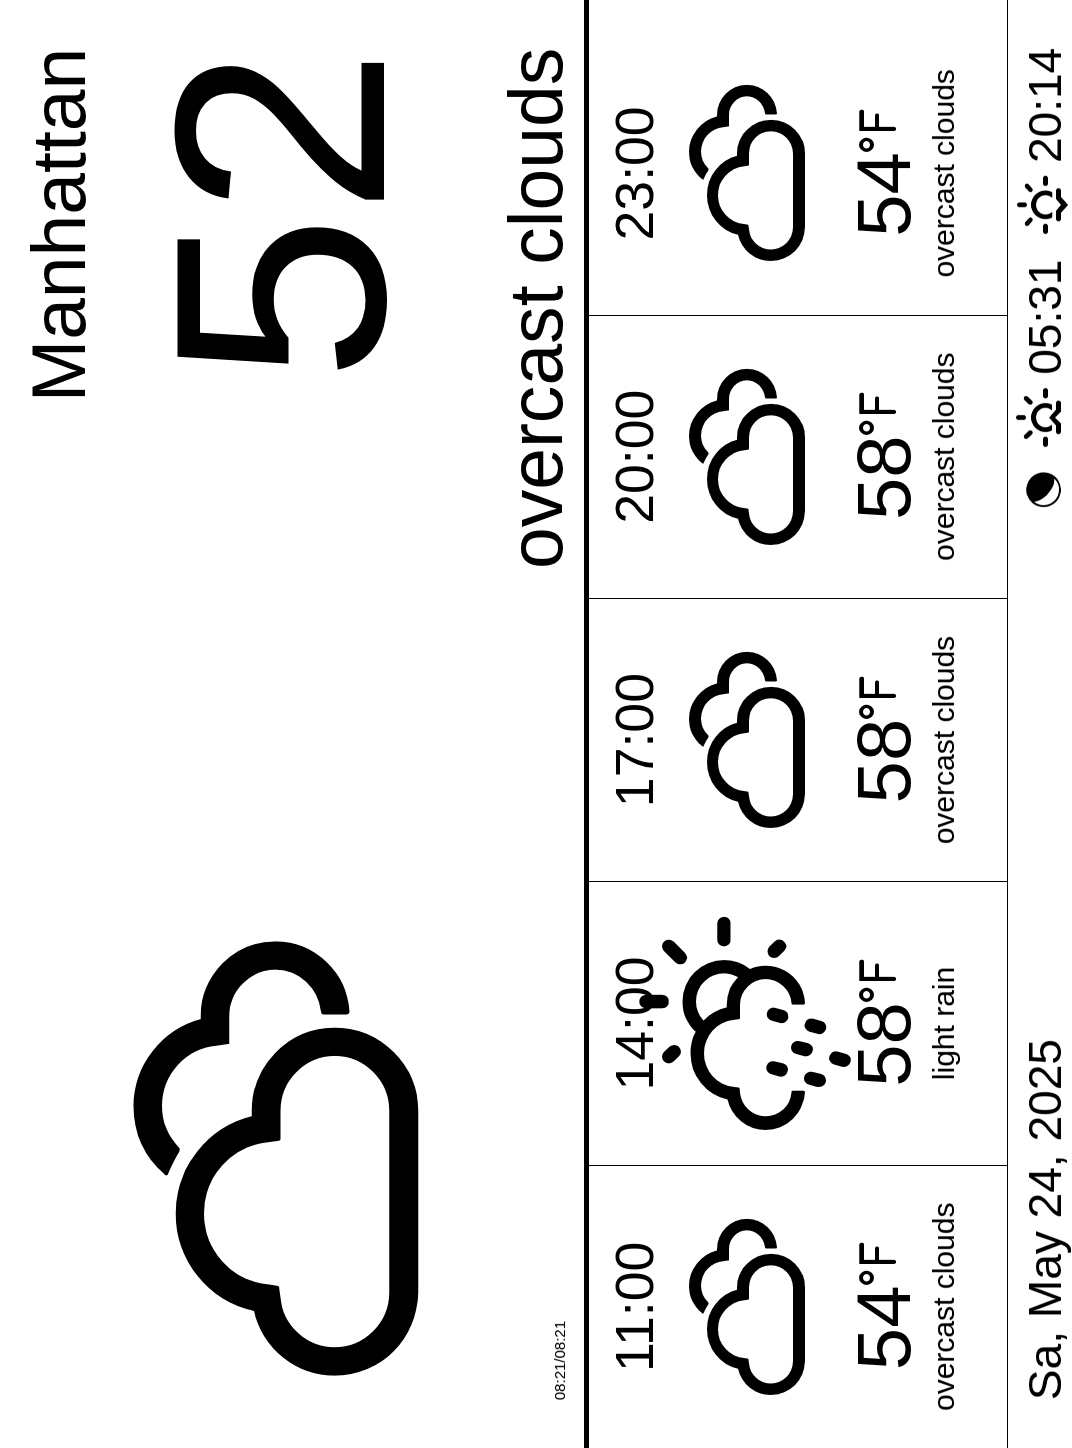 Manhattan
52
overcast clouds
08:21/08:21
11:00
54°F
overcast clouds
14:00
58°F
light rain
17:00
58°F
overcast clouds
20:00
58°F
overcast clouds
23:00
54°F
overcast clouds
Sa, May 24, 2025
05:31 20:14